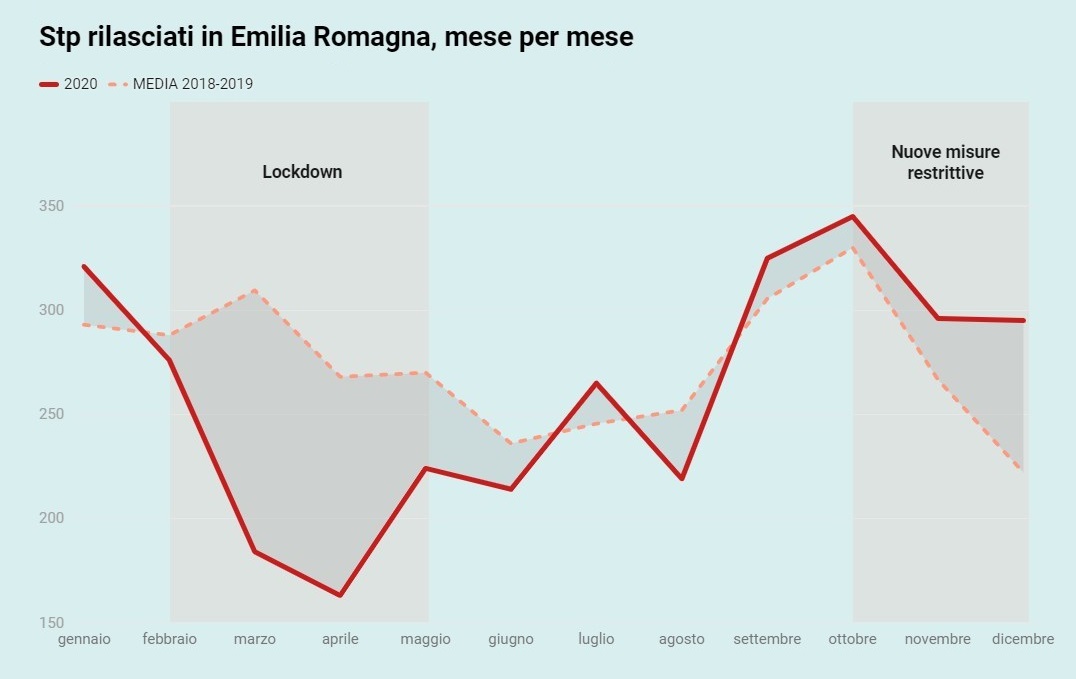 Stp rilasciati in Emilia Romagna, mese per mese
2020 MEDIA 2018-2019
Lockdown
Nuove misure
restrittive
350
300
250
200
150
gennaio febbraio marzo aprile maggio giugno luglio agosto settembre ottobre novembre dicembre